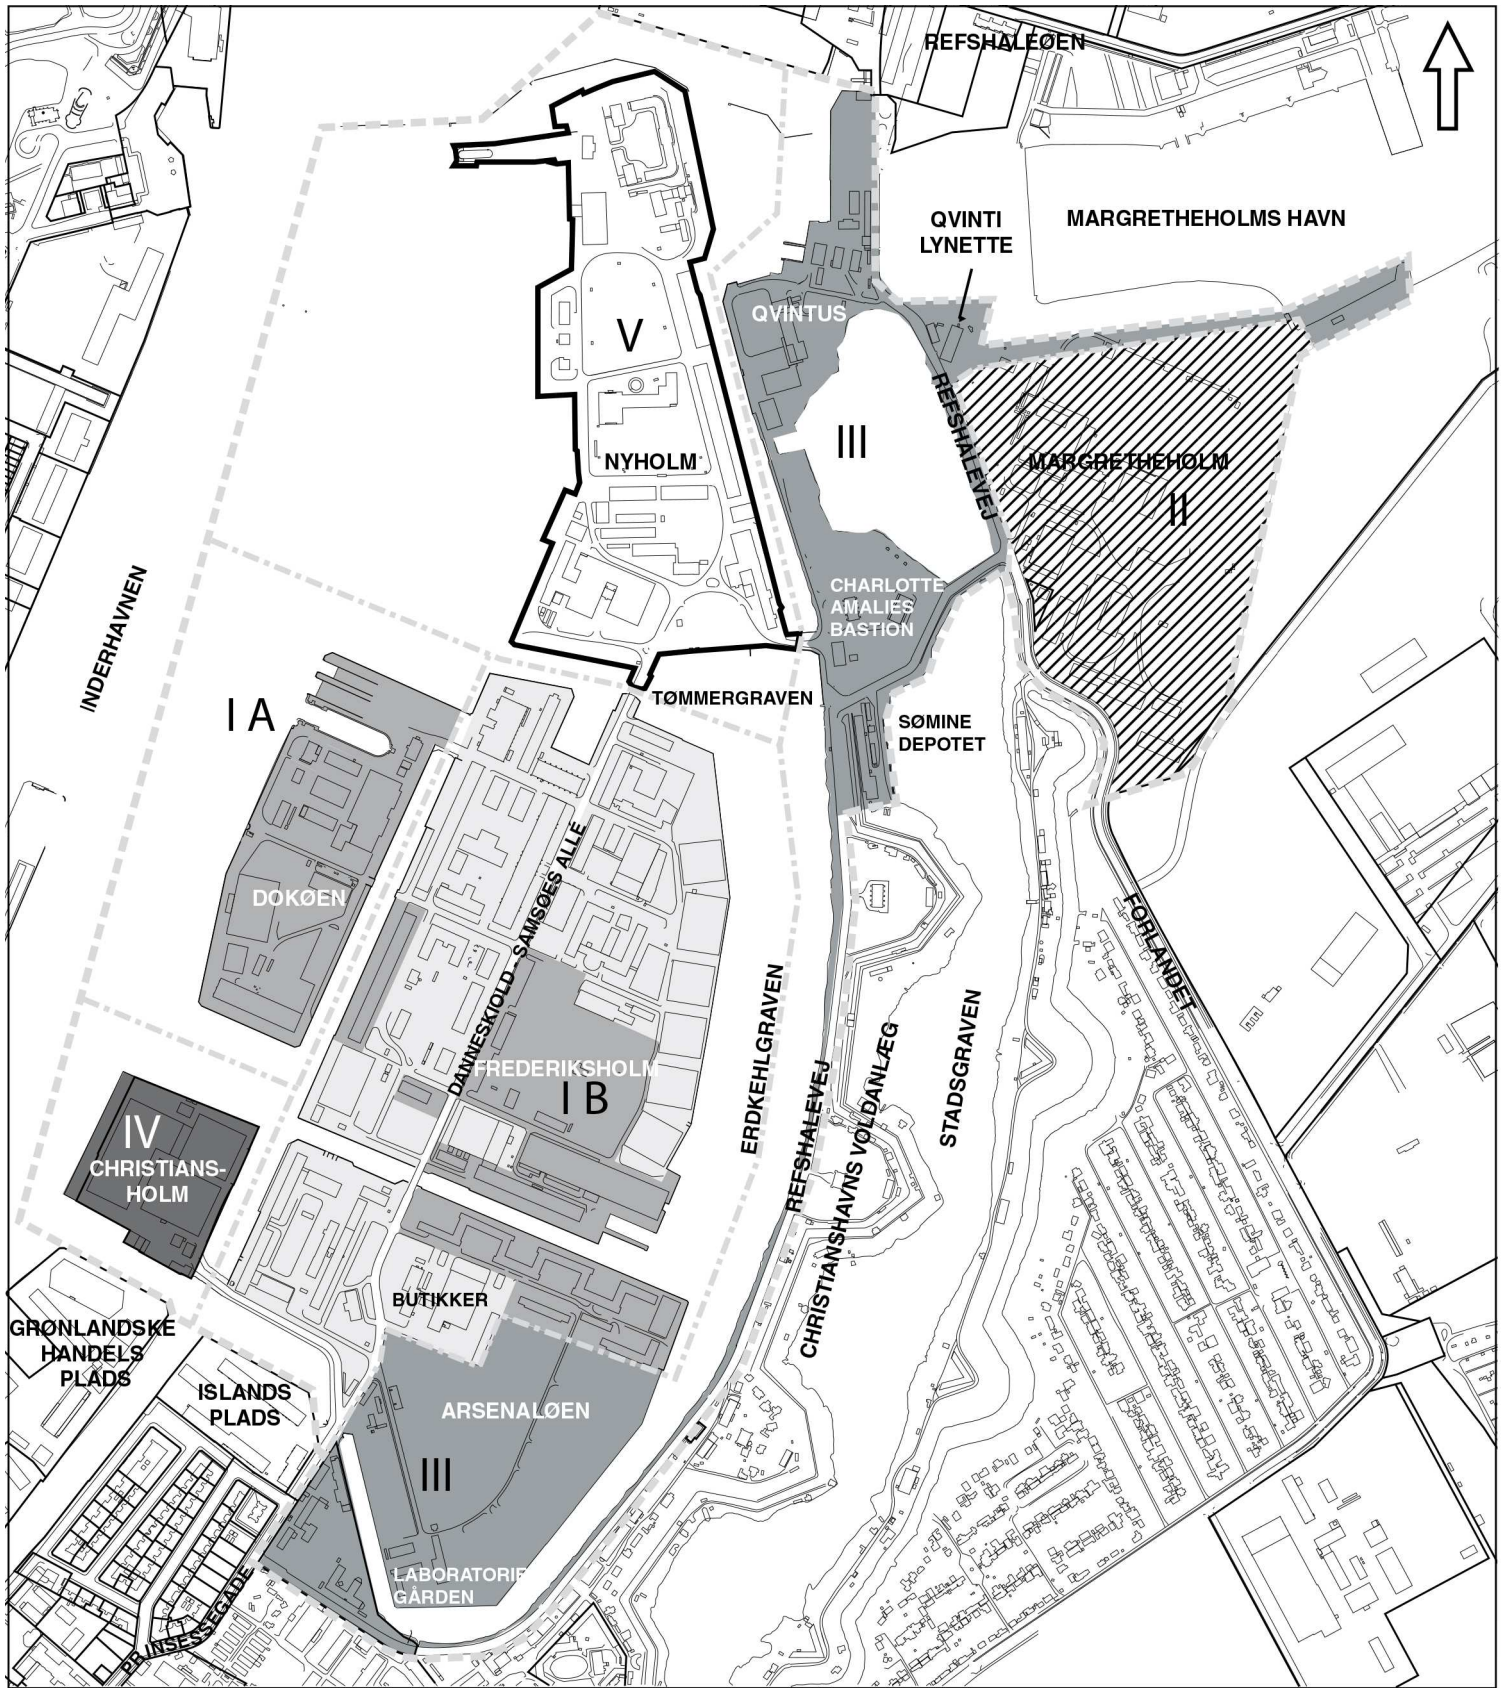 REFSHALEØEN
QVINTI
LYNETTE
MARGRETHEHOLMS HAVN
QVINTUS
V
III
REFSHALEVEJ
NYHOLM
MARGRETHEHOLM
II
CHARLOTTE
AMALIES
BASTION
INDERHAVNEN
I A
TØMMERGRAVEN
SØMINE
DEPOTET
DOKØEN
DANNESKIOLD - SAMSØES ALLÉ
FORLANDET
FREDERIKSHOLM
I B
ERDKEHLGRAVEN
REFSHALEVEJ
CHRISTIANSHAVNS VOLDANLÆG
STADSGRAVEN
IV
CHRISTIANS-
HOLM
BUTIKKER
GRØNLANDSKE
HANDELS
PLADS
ISLANDS
PLADS
ARSENALØEN
III
LABORATORIE
GÅRDEN
PRINSESSEGADE